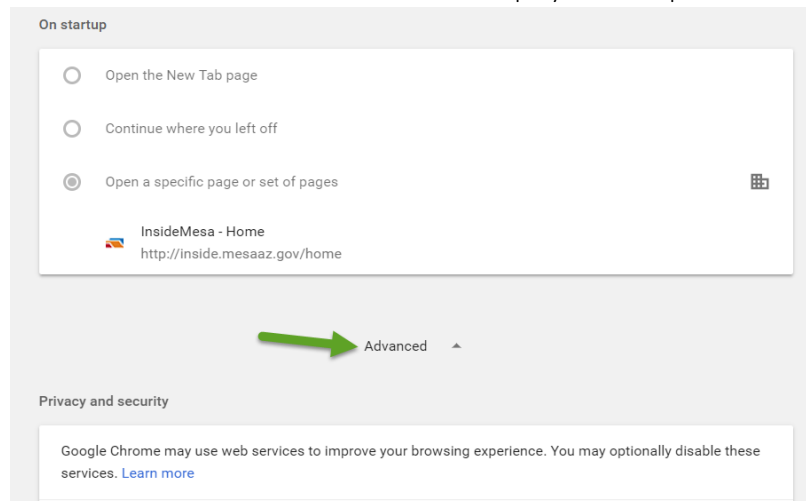 On startup
Open the New Tab page
Continue where you left off
Open a specific page or set of pages
InsideMesa - Home
http://inside.mesaaz.gov/home
Advanced
Privacy and security
Google Chrome may use web services to improve your browsing experience. You may optionally disable these
services. Learn more